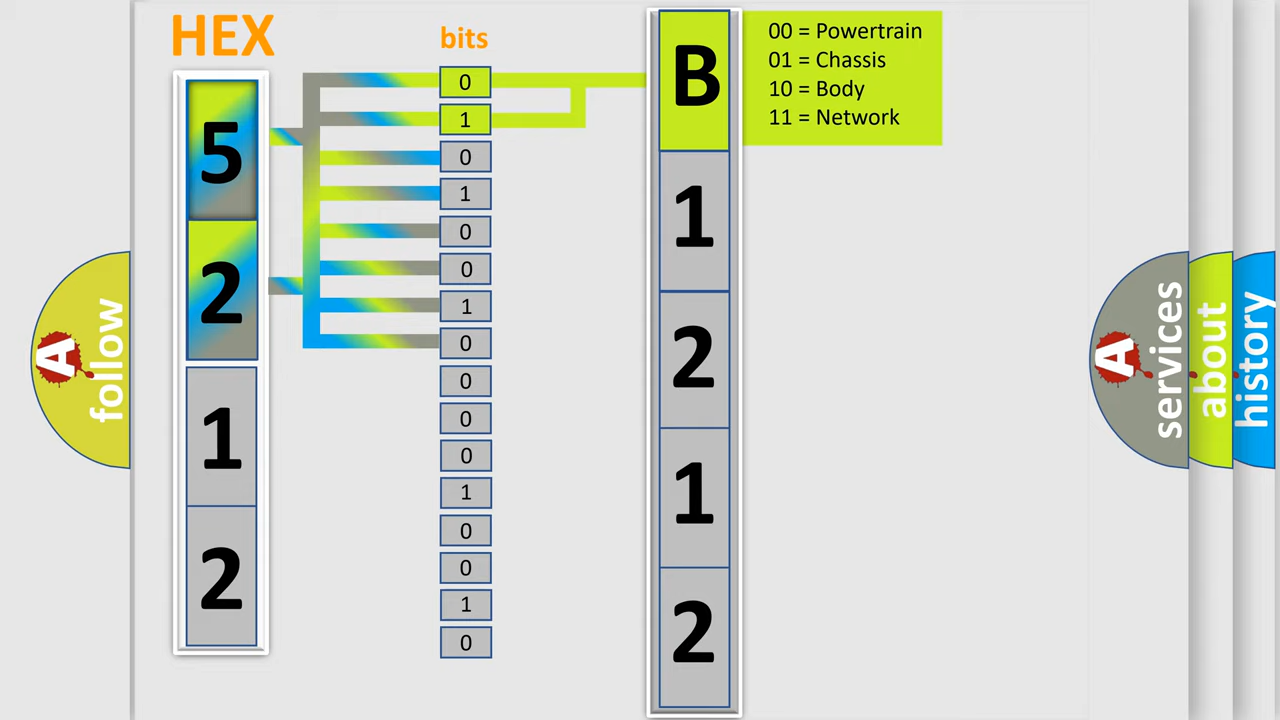 HEX
bits
5
2
1
2
0
1
0
1
0
0
1
0
0
0
0
1
0
0
1
0
B
1
2
1
2
00 = Powertrain
01 = Chassis
10 = Body
11 = Network
A
follow
A
services
about
history